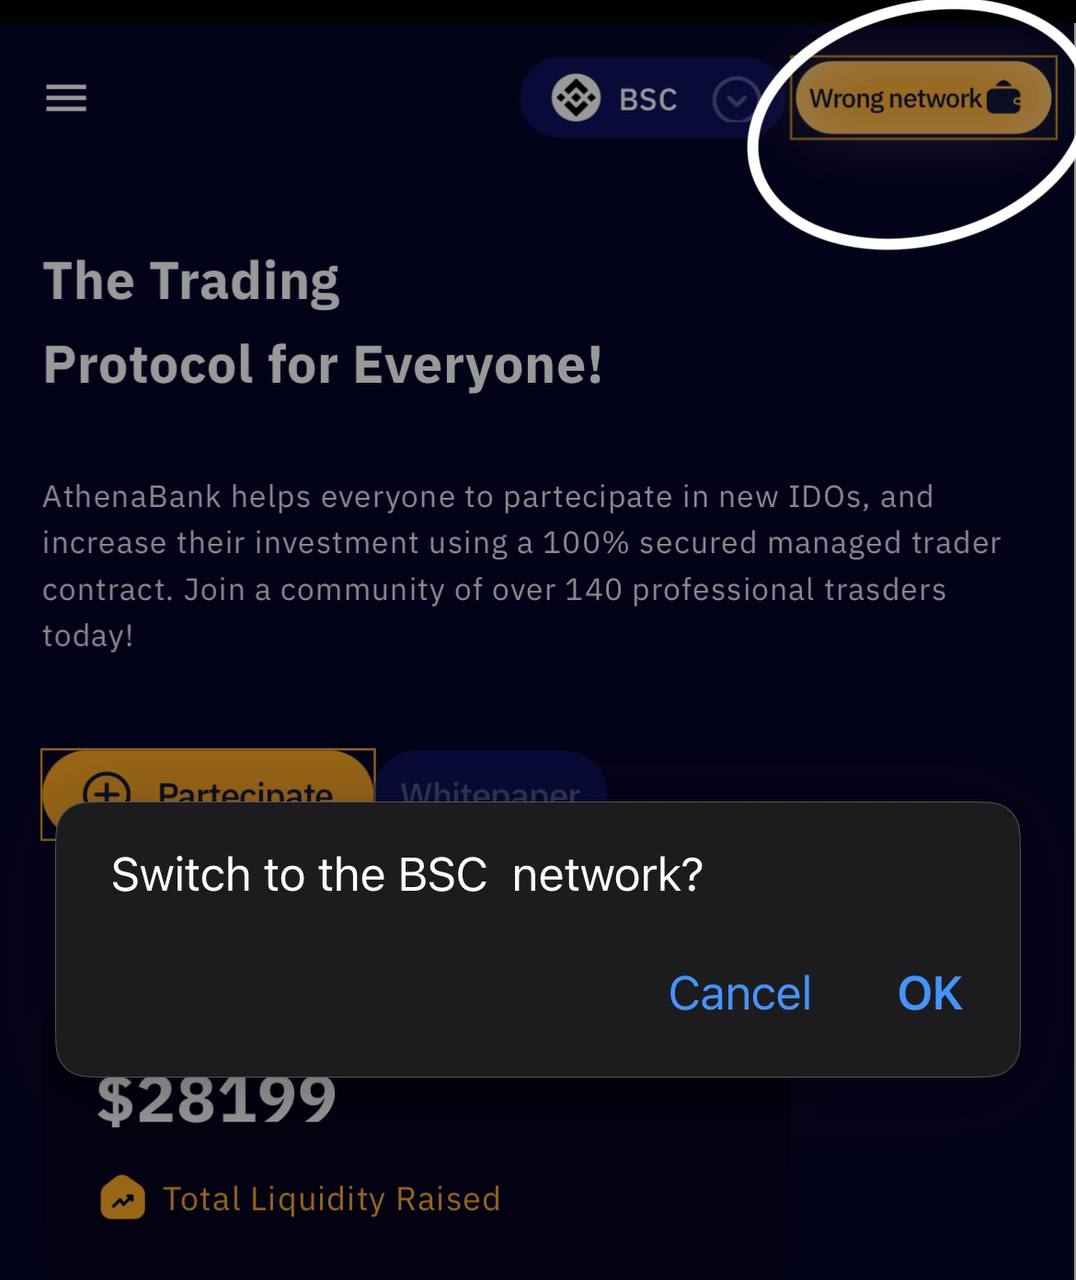 BSC
Wrong network
The Trading
Protocol for Everyone!
AthenaBank helps everyone to partecipate in new IDOs, and
increase their investment using a 100% secured managed trader
contract. Join a community of over 140 professional trasders
today!
Partecipate
Whitepaper
Switch to the BSC  network?
Cancel
OK
$28199
Total Liquidity Raised